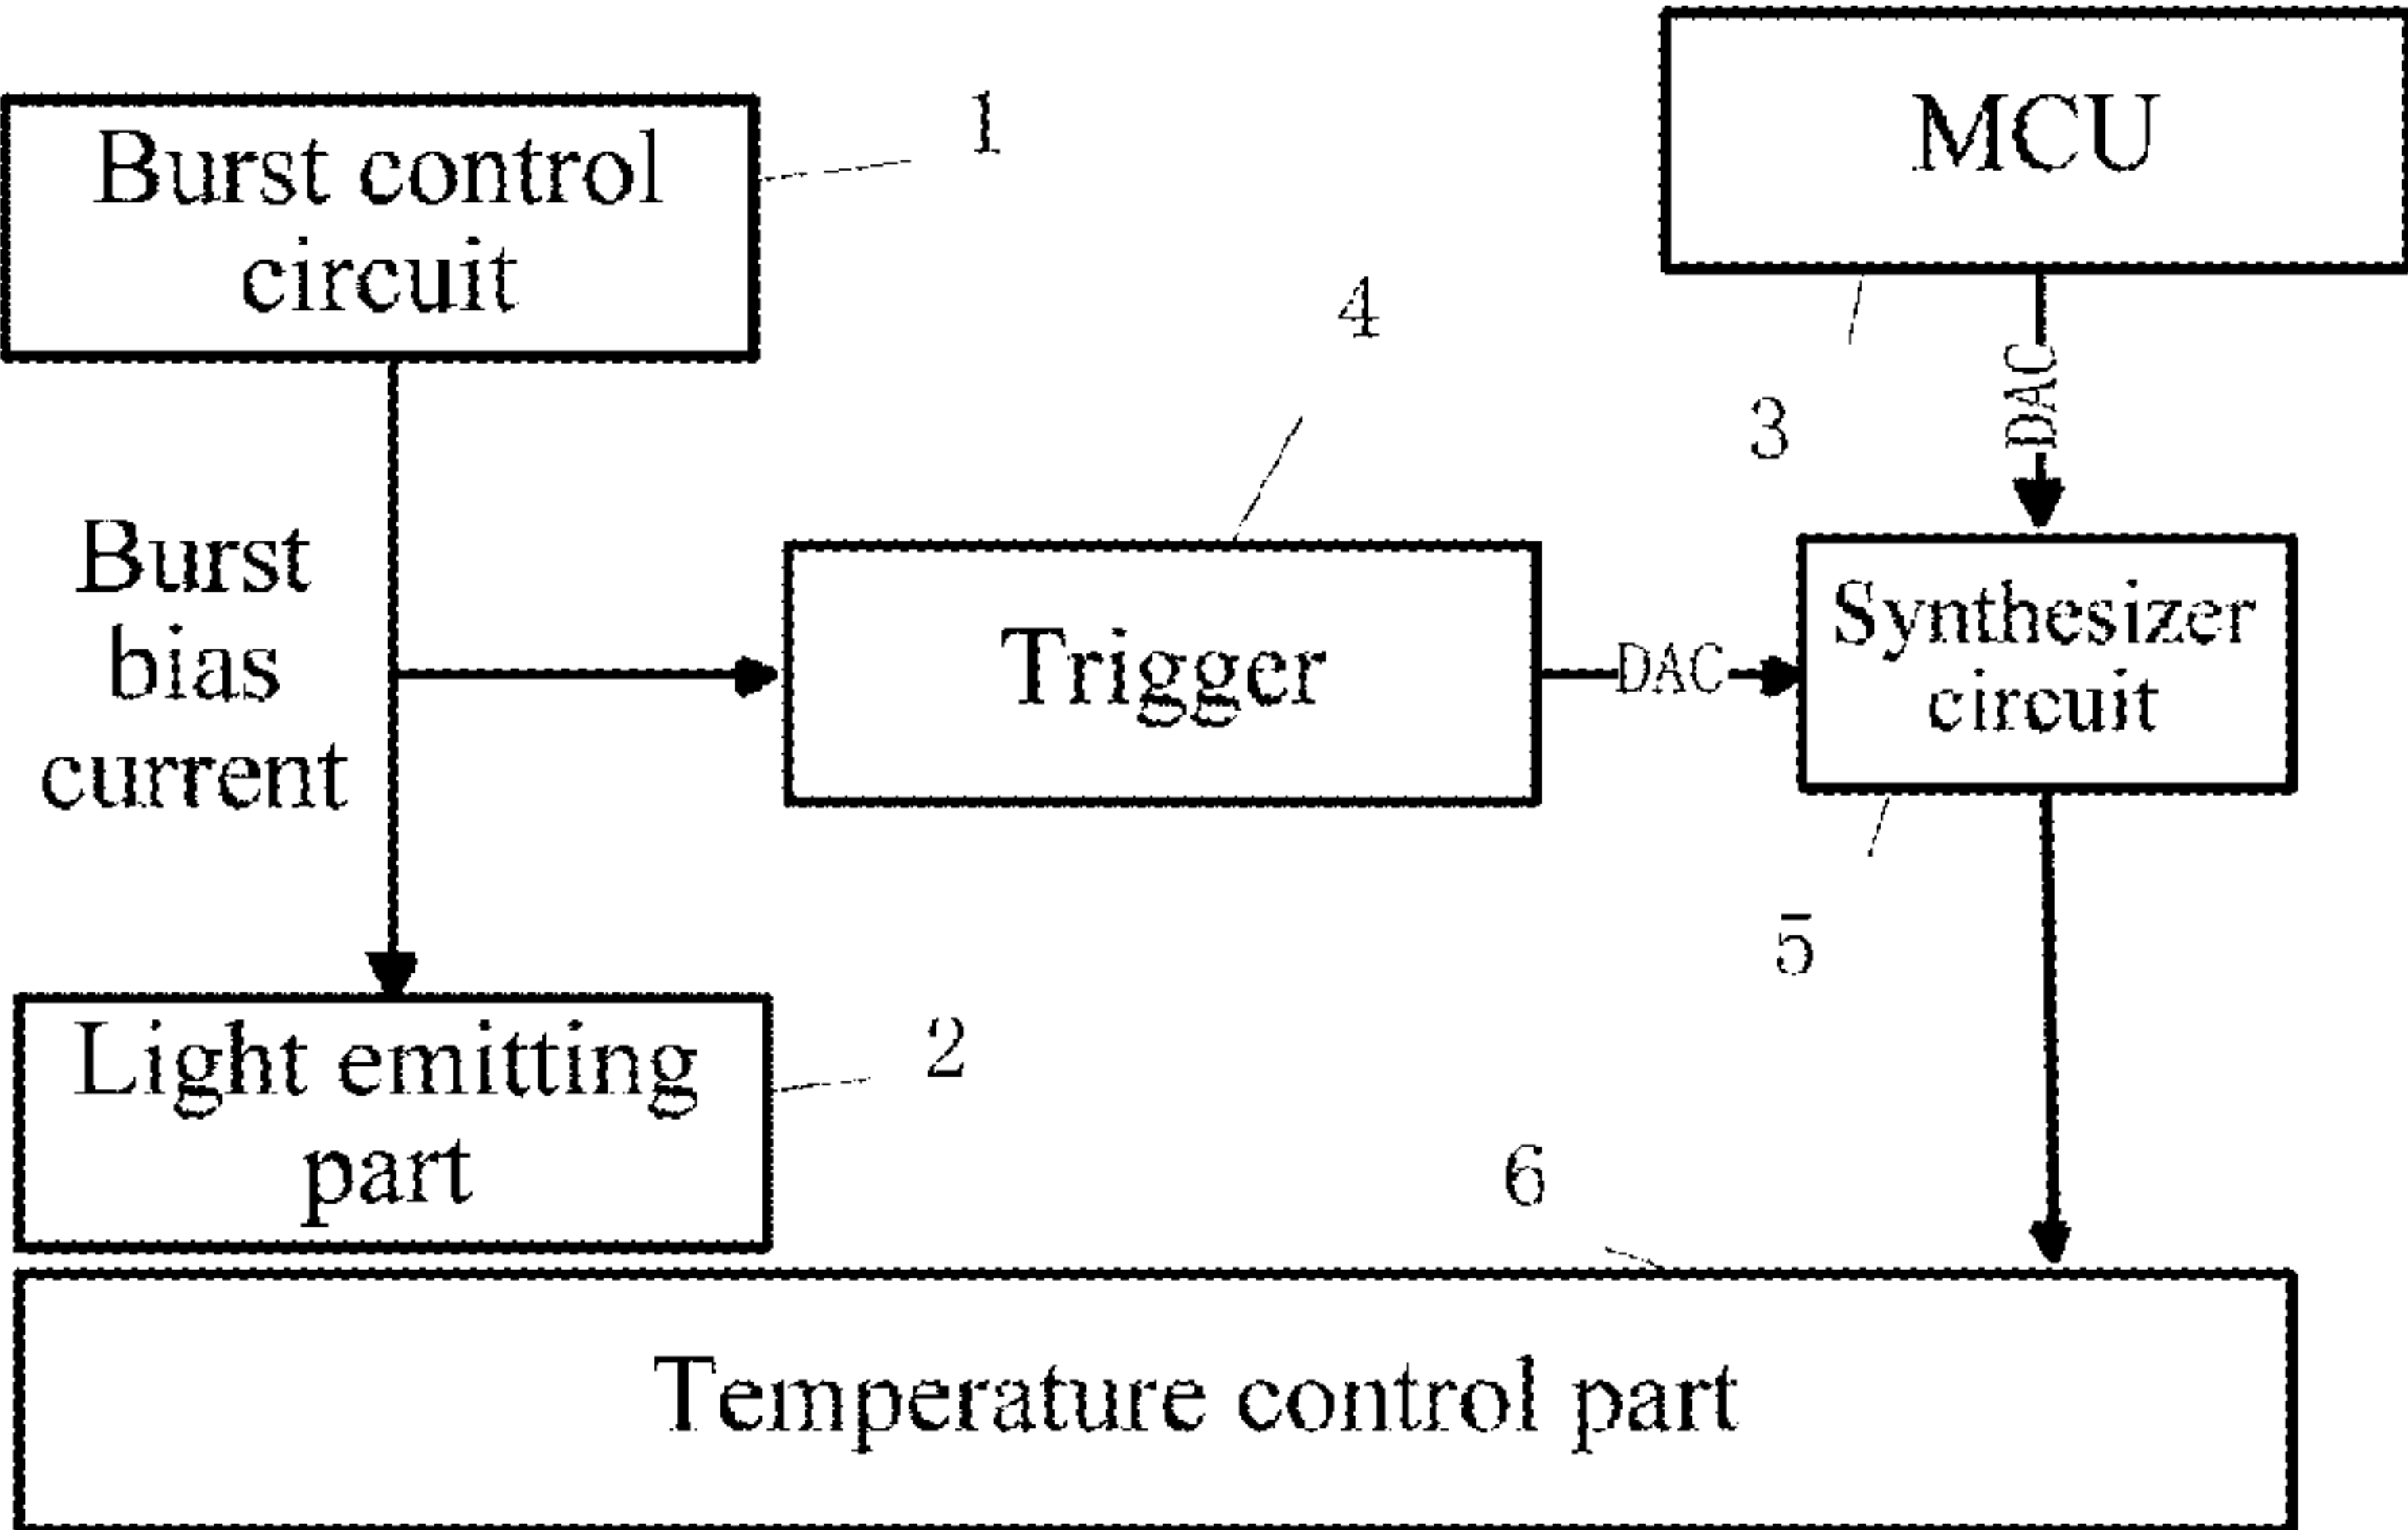 MCU
Burst control
circuit
1
4
3
DAC
Burst
bias
current
Trigger
DAC
Synthesizer
circuit
5
Light emitting
part
2
6
Temperature control part